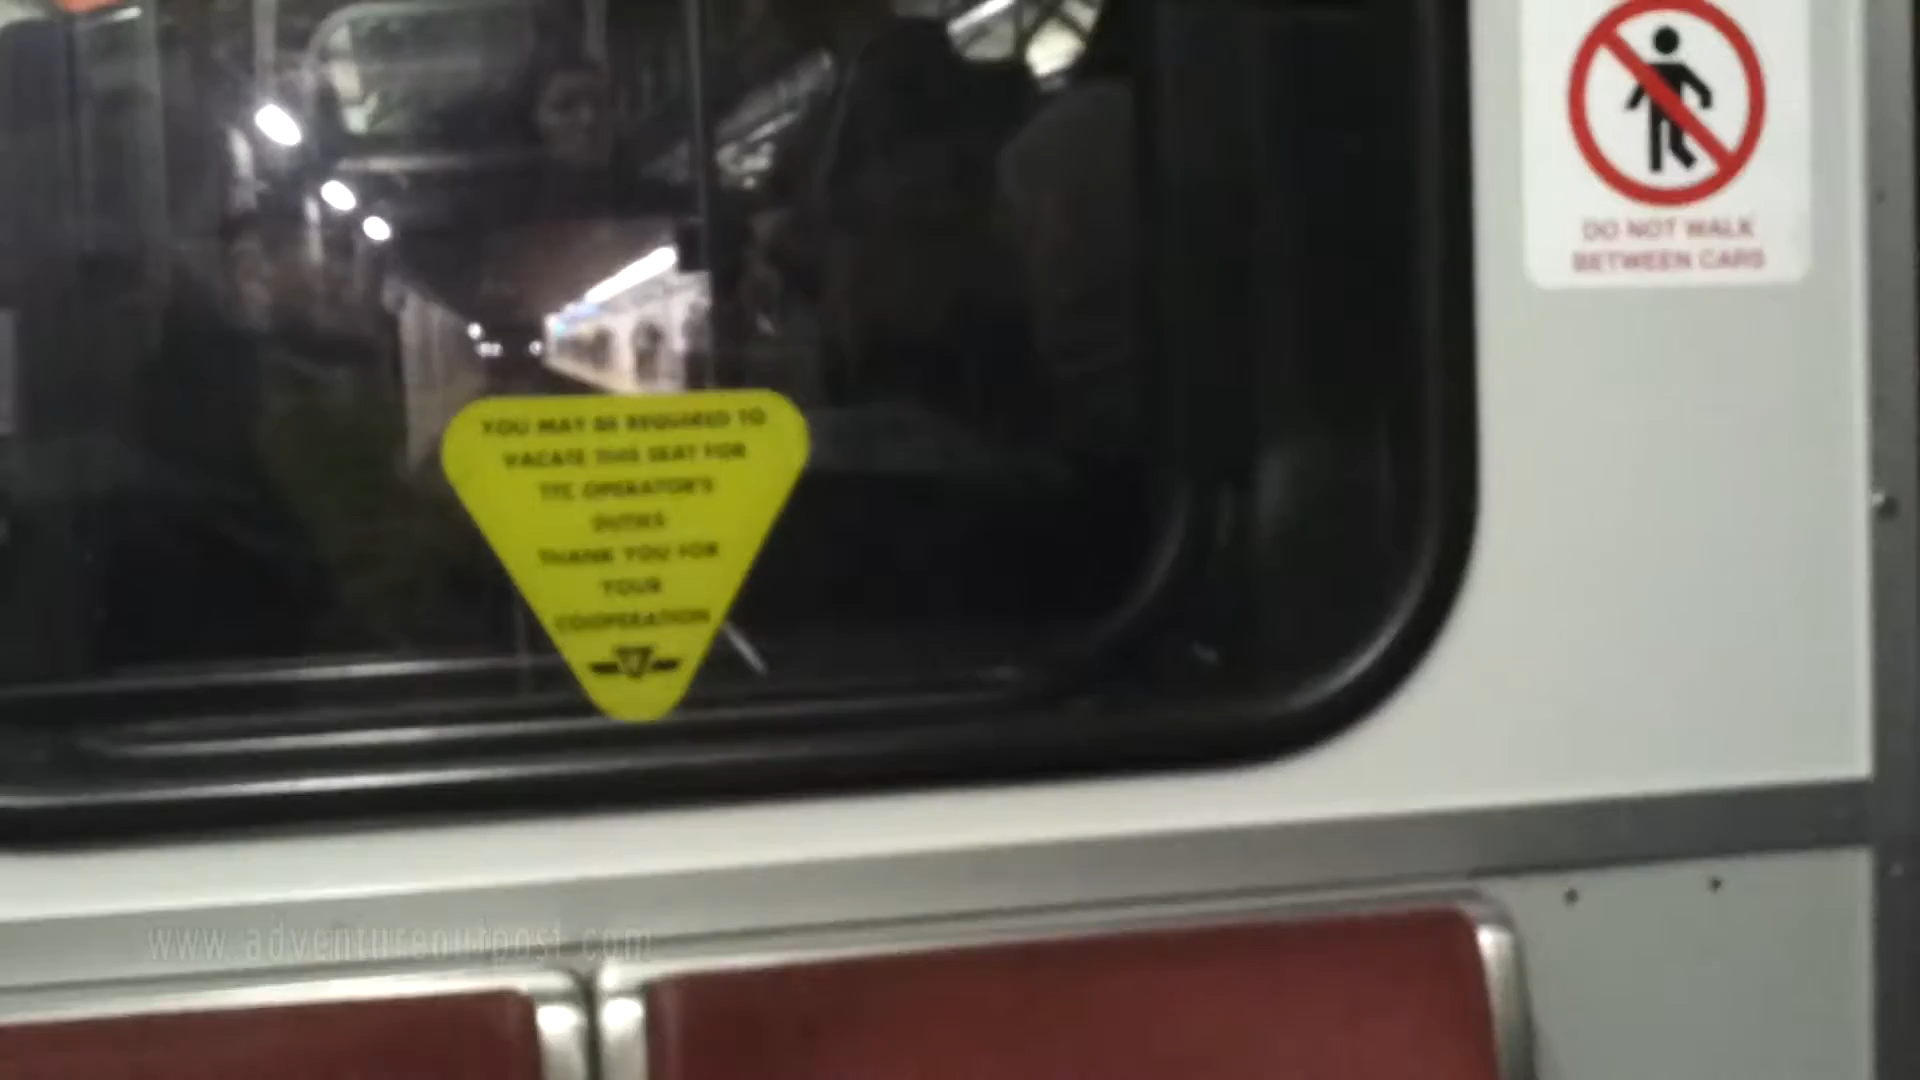 DO NOT WALK
BETWEEN CARS
YOU MAY BE REQUIRED TO
VACATE THIS SEAT FOR
TTC OPERATOR'S
DUTIES
THANK YOU FOR
YOUR
COOPERATION
www.adventureoutpost.com